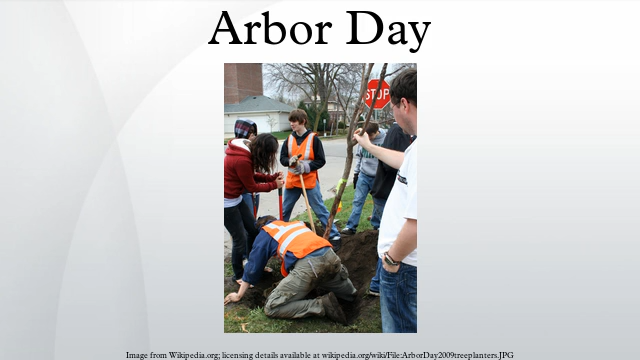 Arbor Day
STOP
Image from Wikipedia.org; licensing details available at wikipedia.org/wiki/File:ArborDay2009treeplanters.JPG